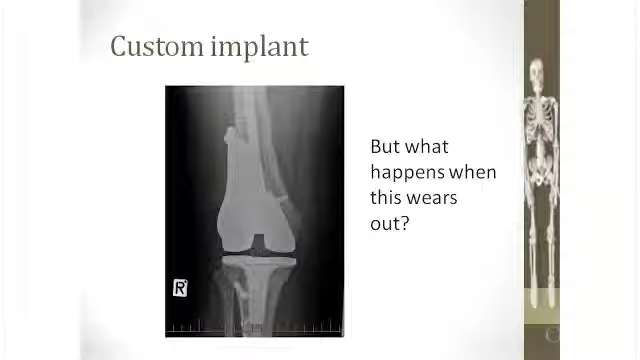 Custom implant
But what
happens when
this wears
out?
R